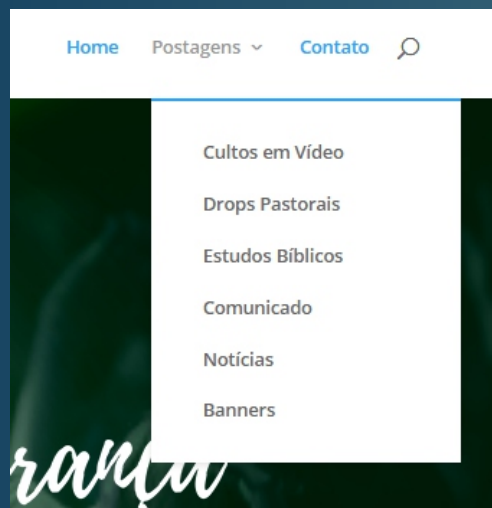 Home Postagens Contato
Cultos em Vídeo
Drops Pastorais
Estudos Bíblicos
Comunicado
Notícias
Banners
rança